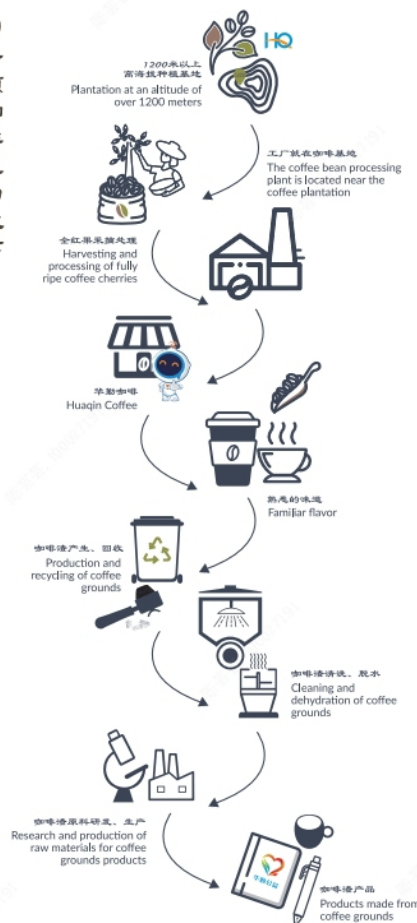 HQ
1200米以上
高海拔种植基地
Plantation at an altitude of
over 1200 meters
工厂就在咖啡基地
The coffee bean processing
plant is located near the
coffee plantation
全红果采摘处理
Harvesting and
processing of fully
ripe coffee cherries
华勤咖啡
Huaqin Coffee
熟悉的味道
Familiar flavor
咖啡渣产生、回收
Production and
recycling of coffee
grounds
咖啡渣清洗、脱水
Cleaning and
dehydration of coffee
grounds
咖啡渣原料研发、生产
Research and production of
raw materials for coffee
grounds products
咖啡渣产品
Products made from
coffee grounds